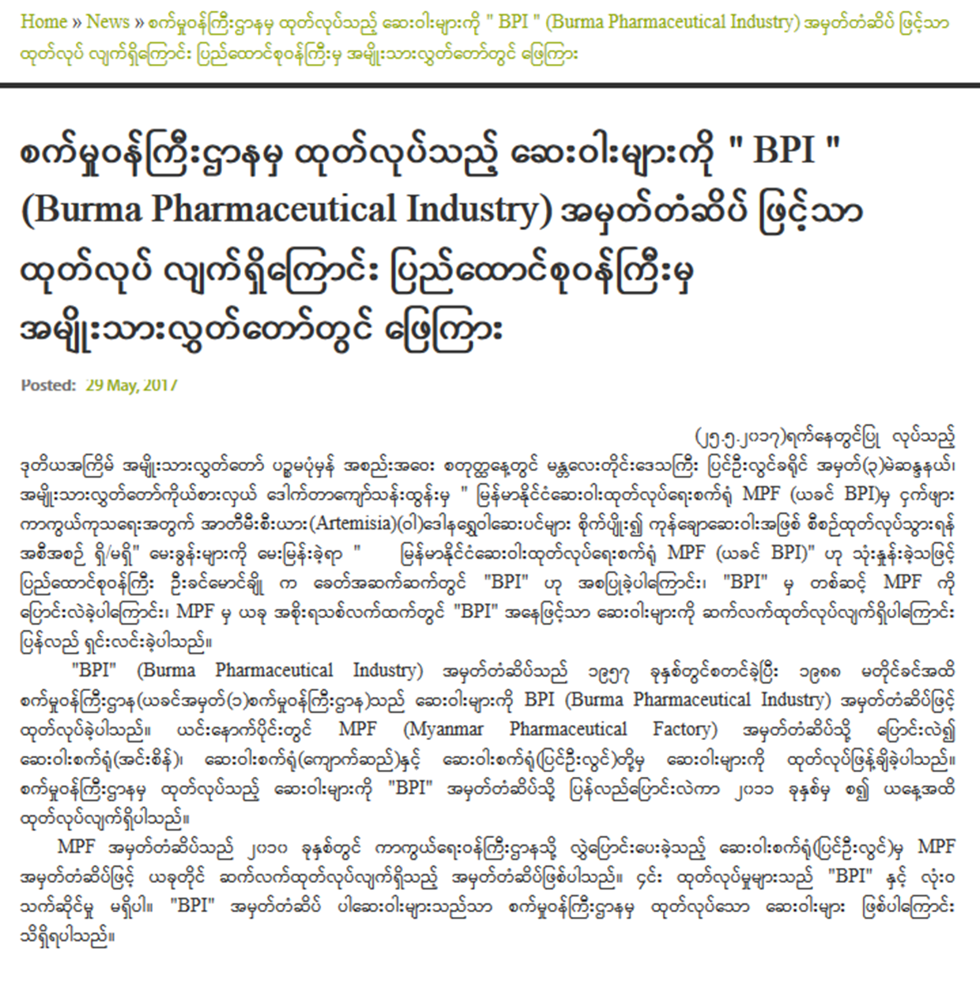 Home » News » စက်မှုဝန်ကြီးဌာနမှ ထုတ်လုပ်သည့် ဆေးဝါးများကို " BPI " (Burma Pharmaceutical Industry) အမှတ်တံဆိပ် ဖြင့်သာ
ထုတ်လုပ် လျက်ရှိကြောင်း ပြည်ထောင်စုဝန်ကြီးမှ အမျိုးသားလွှတ်တော်တွင် ဖြေကြား
စက်မှုဝန်ကြီးဌာနမှ ထုတ်လုပ်သည့် ဆေးဝါးများကို " BPI "
(Burma Pharmaceutical Industry) အမှတ်တံဆိပ် ဖြင့်သာ
ထုတ်လုပ် လျက်ရှိကြောင်း ပြည်ထောင်စုဝန်ကြီးမှ
အမျိုးသားလွှတ်တော်တွင် ဖြေကြား
Posted: 29 May, 2017
(၂၅.၅.၂၀၁၇)ရက်နေတွင်ပြု လုပ်သည့်
ဒုတိယအကြိမ် အမျိုးသားလွှတ်တော် ပဉ္စမပုံမှန် အစည်းအဝေး စတုတ္ထနေ့တွင် မန္တလေးတိုင်းဒေသကြီး ပြင်ဦးလွင်ခရိုင် အမှတ်(၃)မဲဆန္ဒနယ်၊
အမျိုးသားလွှတ်တော်ကိုယ်စားလှယ် ဒေါက်တာကျော်သန်းထွန်းမှ " မြန်မာနိုင်ငံဆေးဝါးထုတ်လုပ်ရေးစက်ရုံ MPF (ယခင် BPI)မှ ငှက်ဖျား
ကာကွယ်ကုသရေးအတွက် အာတီမီးစီးယား(Artemisia)(ဝါ)ဒေါနရွှေဝါဆေးပင်များ စိုက်ပျိုး၍ ကုန်ချောဆေးဝါးအဖြစ် စီစဉ်ထုတ်လုပ်သွားရန်
အစီအစဉ် ရှိ/မရှိ" မေးခွန်းများကို မေးမြန်းခဲ့ရာ " မြန်မာနိုင်ငံဆေးဝါးထုတ်လုပ်ရေးစက်ရုံ MPF (ယခင် BPI)" ဟု သုံးနှုန်းခဲ့သဖြင့်
ပြည်ထောင်စုဝန်ကြီး ဦးခင်မောင်ချို က ခေတ်အဆက်ဆက်တွင် "BPI" ဟု အစပြုခဲ့ပါကြောင်း၊ "BPI" မှ တစ်ဆင့် MPF ကို
ပြောင်းလဲခဲ့ပါကြောင်း၊ MPF မှ ယခု အစိုးရသစ်လက်ထက်တွင် "BPI" အနေဖြင့်သာ ဆေးဝါးများကို ဆက်လက်ထုတ်လုပ်လျက်ရှိပါကြောင်း
ပြန်လည် ရှင်းလင်းခဲ့ပါသည်။
"BPI" (Burma Pharmaceutical Industry) အမှတ်တံဆိပ်သည် ၁၉၅၇ ခုနှစ်တွင်စတင်ခဲ့ပြီး ၁၉၈၈ မတိုင်ခင်အထိ
စက်မှုဝန်ကြီးဌာန(ယခင်အမှတ်(၁)စက်မှုဝန်ကြီးဌာန)သည် ဆေးဝါးများကို BPI (Burma Pharmaceutical Industry) အမှတ်တံဆိပ်ဖြင့်
ထုတ်လုပ်ခဲ့ပါသည်။ ယင်းနောက်ပိုင်းတွင် MPF (Myanmar Pharmaceutical Factory) အမှတ်တံဆိပ်သို့ ပြောင်းလဲ၍
ဆေးဝါးစက်ရုံ(အင်းစိန်)၊ ဆေးဝါးစက်ရုံ(ကျောက်ဆည်)နှင့် ဆေးဝါးစက်ရုံ(ပြင်ဦးလွင်)တို့မှ ဆေးဝါးများကို ထုတ်လုပ်ဖြန့်ချိခဲ့ပါသည်။
စက်မှုဝန်ကြီးဌာနမှ ထုတ်လုပ်သည့် ဆေးဝါးများကို "BPI" အမှတ်တံဆိပ်သို့ ပြန်လည်ပြောင်းလဲကာ ၂၀၁၁ ခုနှစ်မှ စ၍ ယနေ့အထိ
ထုတ်လုပ်လျက်ရှိပါသည်။
MPF အမှတ်တံဆိပ်သည် ၂၀၁၀ ခုနှစ်တွင် ကာကွယ်ရေးဝန်ကြီးဌာနသို့ လွှဲပြောင်းပေးခဲ့သည့် ဆေးဝါးစက်ရုံ(ပြင်ဦးလွင်)မှ MPF
အမှတ်တံဆိပ်ဖြင့် ယခုတိုင် ဆက်လက်ထုတ်လုပ်လျက်ရှိသည့် အမှတ်တံဆိပ်ဖြစ်ပါသည်။ ၄င်း ထုတ်လုပ်မှုများသည် "BPI" နှင့် လုံးဝ
သက်ဆိုင်မှု မရှိပါ။ "BPI" အမှတ်တံဆိပ် ပါဆေးဝါးများသည်သာ စက်မှုဝန်ကြီးဌာနမှ ထုတ်လုပ်သော ဆေးဝါးများ ဖြစ်ပါကြောင်း
သိရှိရပါသည်။